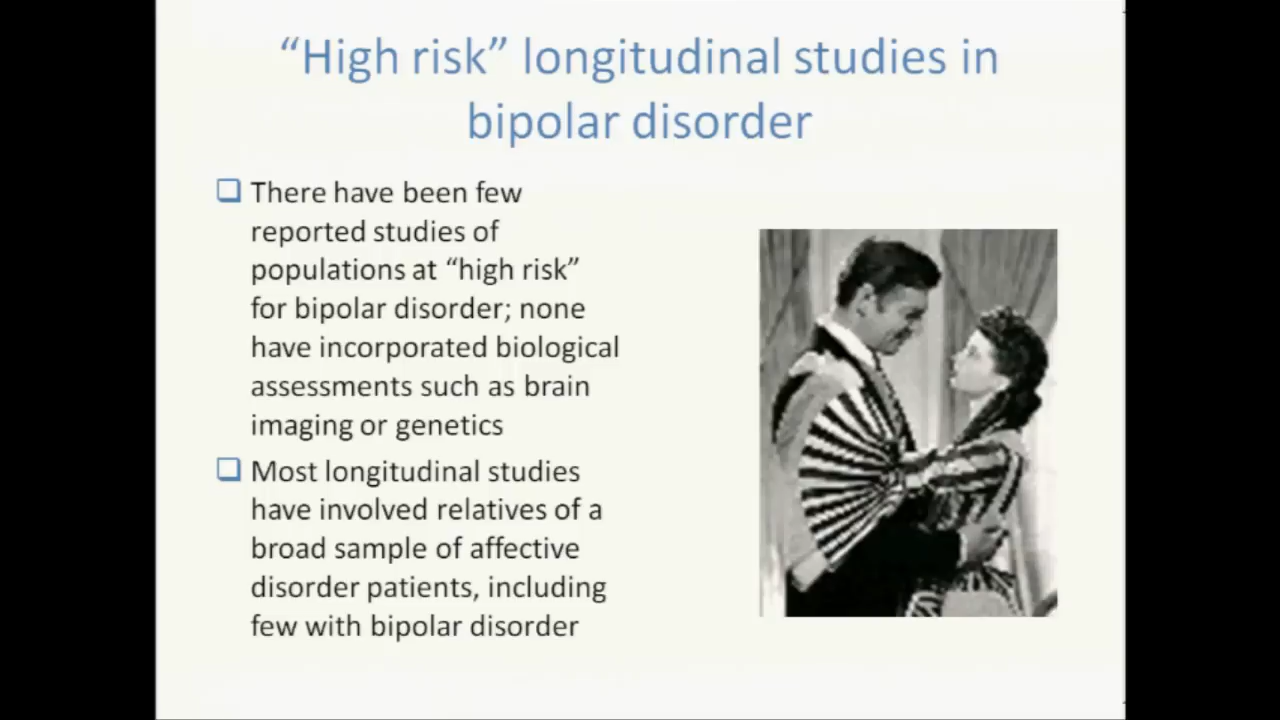 “High risk” longitudinal studies in
bipolar disorder
There have been few
reported studies of
populations at “high risk”
for bipolar disorder; none
have incorporated biological
assessments such as brain
imaging or genetics
Most longitudinal studies
have involved relatives of a
broad sample of affective
disorder patients, including
few with bipolar disorder